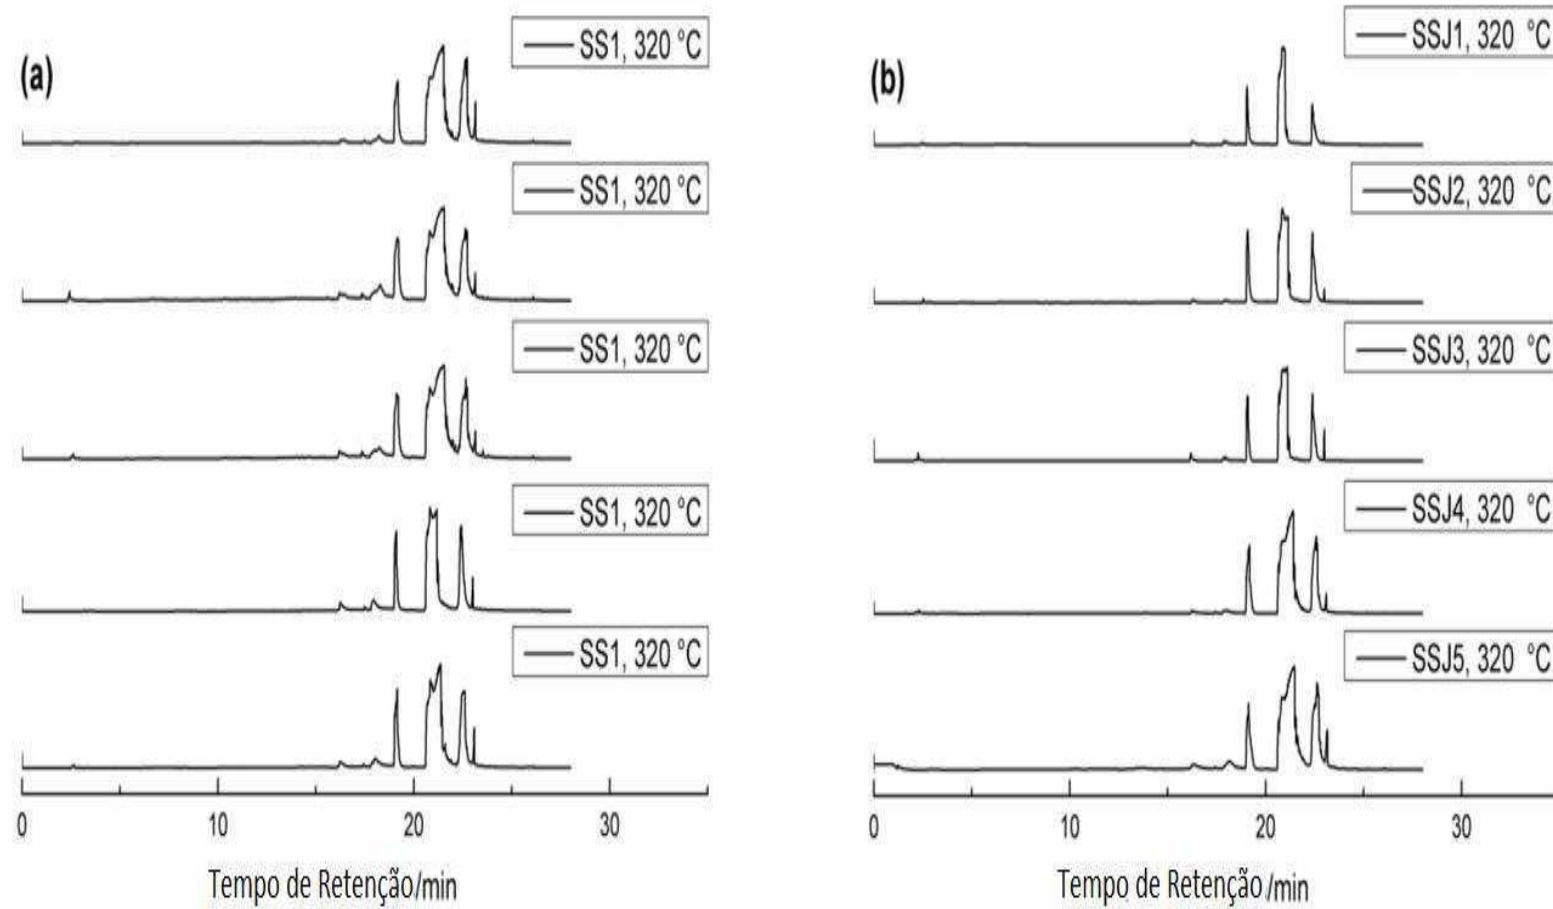 (a)
SS1, 320 °C
SS1, 320 °C
SS1, 320 °C
SS1, 320 °C
SS1, 320 °C
0 10 20 30
Tempo de Retenção/min
(b)
SSJ1, 320 °C
SSJ2, 320 °C
SSJ3, 320 °C
SSJ4, 320 °C
SSJ5, 320 °C
0 10 20 30
Tempo de Retenção/min